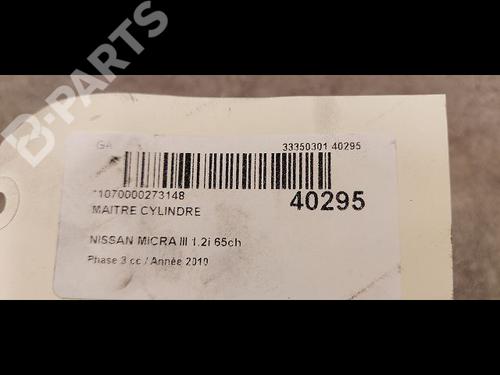 B-PARTS
GA
33350301 40295
*1070000273148
40295
MAITRE CYLINDRE
NISSAN MICRA III 1.2i 65ch
Phase 3 cc / Année 2010